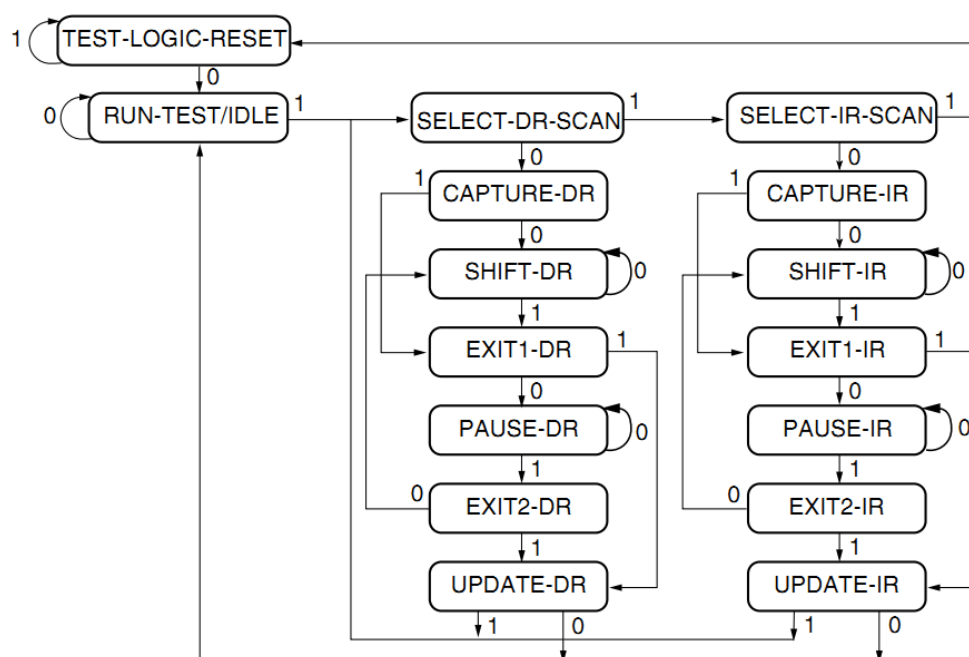 1 TEST-LOGIC-RESET
0
0 RUN-TEST/IDLE 1
SELECT-DR-SCAN 1
SELECT-IR-SCAN 1
0 0
1 CAPTURE-DR
1 CAPTURE-IR
0 0
SHIFT-DR 0
SHIFT-IR 0
1 1
EXIT1-DR 1
EXIT1-IR 1
0 0
PAUSE-DR 0
PAUSE-IR 0
1 1
0 EXIT2-DR
0 EXIT2-IR
1 1
UPDATE-DR
UPDATE-IR
1 0 1 0